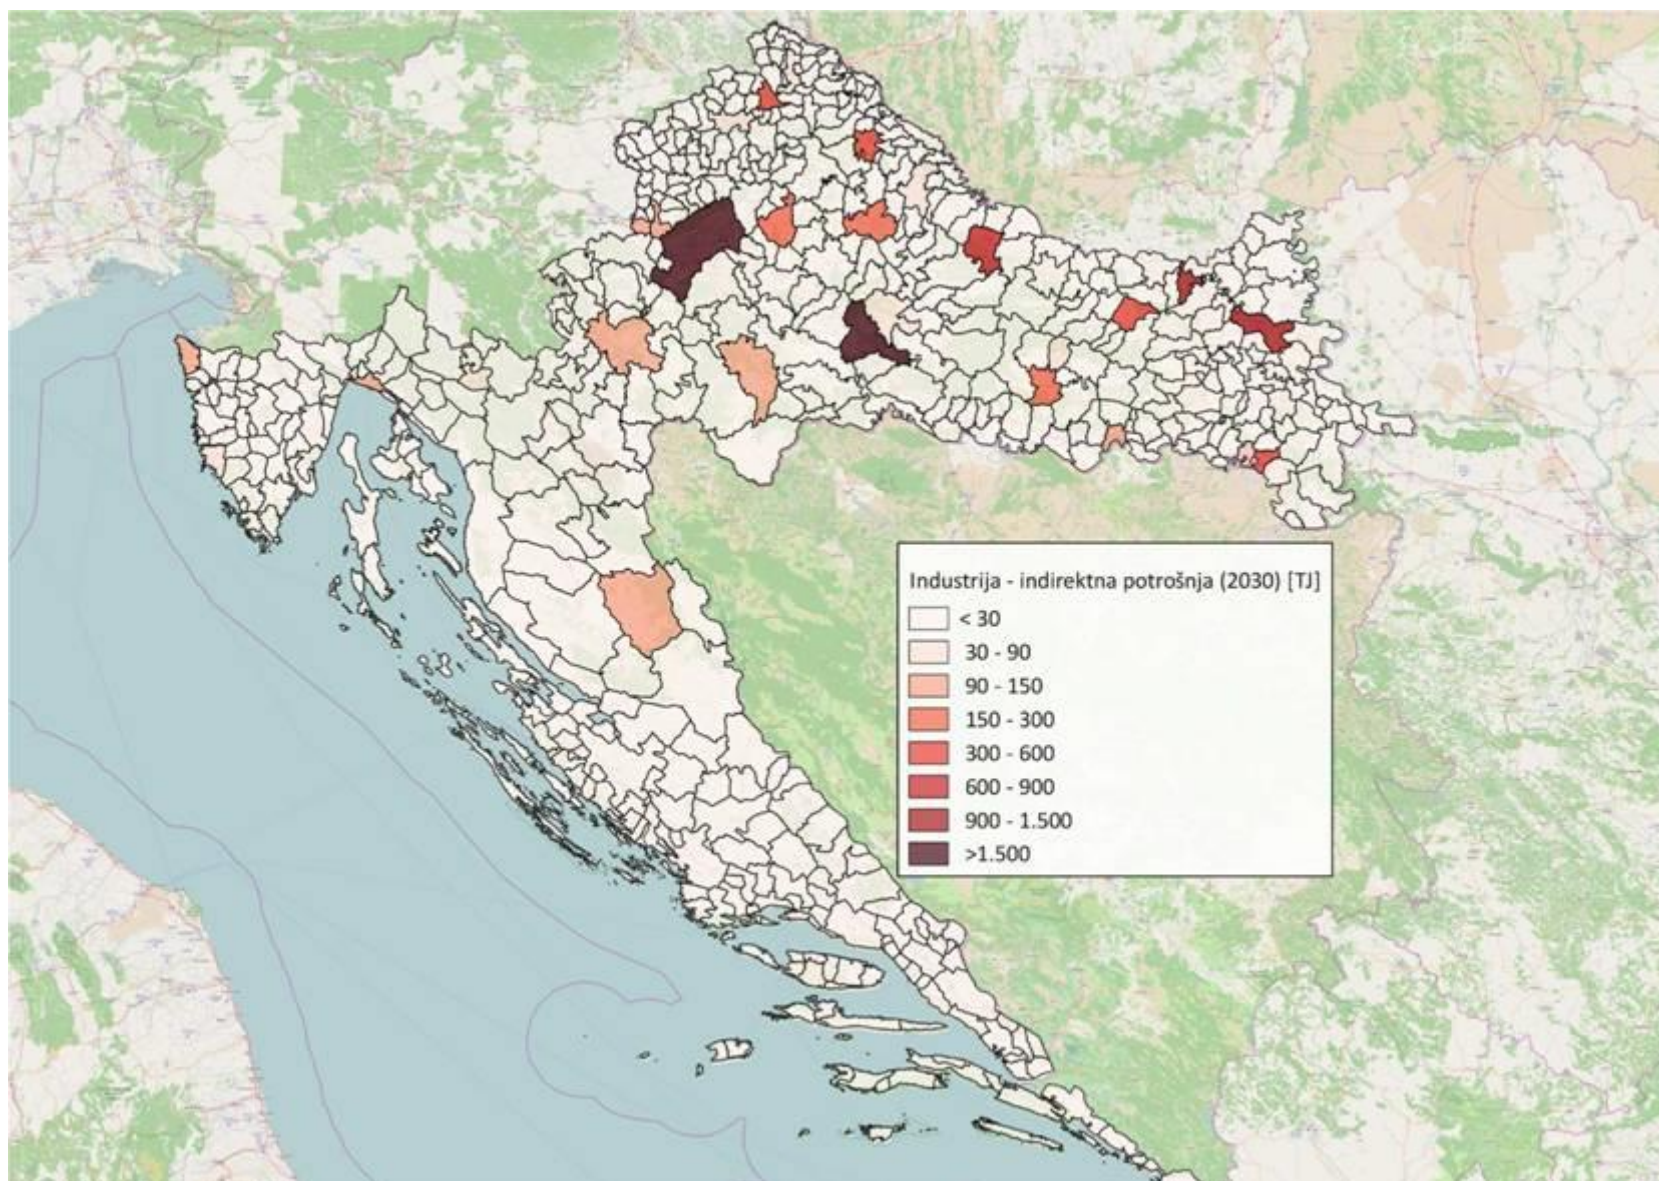 Industrija - indirektna potrošnja (2030) [TJ]
< 30
30 - 90
90 - 150
150 - 300
300 - 600
600 - 900
900 - 1.500
>1.500